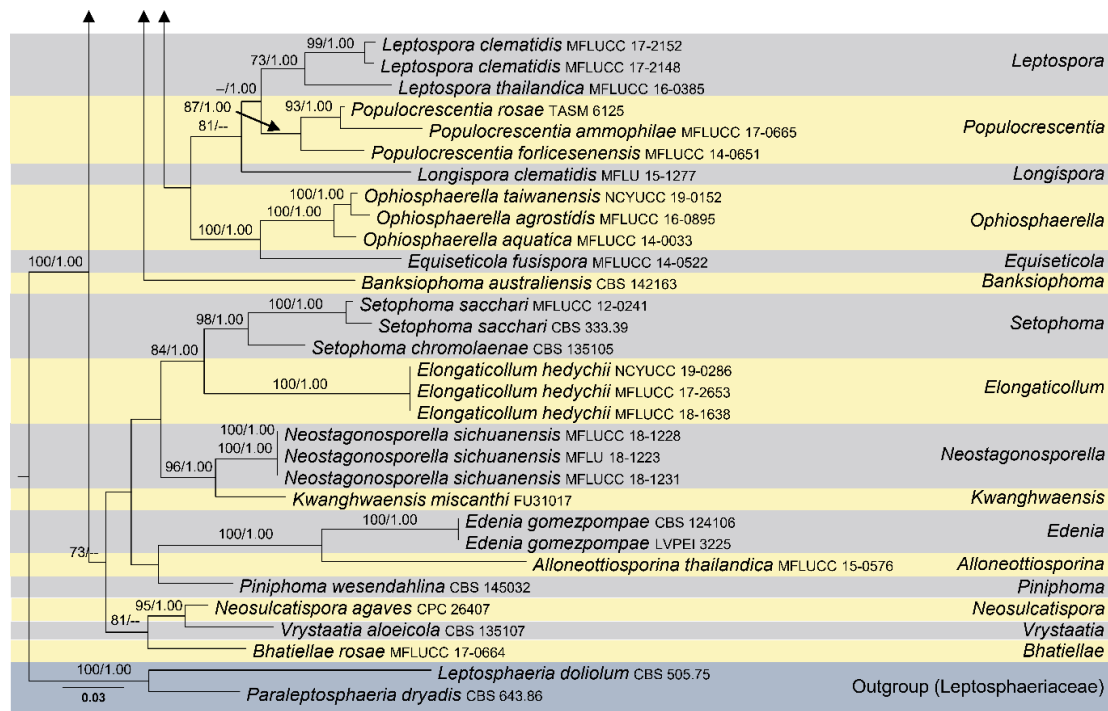 99/1.00 Leptospora clematidis MFLUCC 17-2152
73/1.00 Leptospora clematidis MFLUCC 17-2148 Leptospora
–/1.00 Leptospora thailandica MFLUCC 16-0385
87/1.00 93/1.00 Populocrescentia rosae TASM 6125
81/-- Populocrescentia ammophilae MFLUCC 17-0665 Populocrescentia
Populocrescentia forlicesenensis MFLUCC 14-0651
Longispora clematidis MFLU 15-1277 Longispora
100/1.00 Ophiosphaerella taiwanensis NCYUCC 19-0152
100/1.00 Ophiosphaerella agrostidis MFLUCC 16-0895 Ophiosphaerella
100/1.00 Ophiosphaerella aquatica MFLUCC 14-0033
100/1.00 Equiseticola fusispora MFLUCC 14-0522 Equiseticola
Banksiophoma australiensis CBS 142163 Banksiophoma
100/1.00 Setophoma sacchari MFLUCC 12-0241
98/1.00 Setophoma sacchari CBS 333.39 Setophoma
84/1.00 Setophoma chromolaenae CBS 135105
Elongaticollum hedychii NCYUCC 19-0286
100/1.00 Elongaticollum hedychii MFLUCC 17-2653 Elongaticollum
Elongaticollum hedychii MFLUCC 18-1638
100/1.00 Neostagonosporella sichuanensis MFLUCC 18-1228
100/1.00 Neostagonosporella sichuanensis MFLU 18-1223 Neostagonosporella
96/1.00 Neostagonosporella sichuanensis MFLUCC 18-1231
Kwanghwaensis miscanthi FU31017 Kwanghwaensis
100/1.00 Edenia gomezpompae CBS 124106
100/1.00 Edenia gomezpompae LVPEI 3225 Edenia
73/-- Alloneottiosporina thailandica MFLUCC 15-0576 Alloneottiosporina
Piniphoma wesendahlina CBS 145032 Piniphoma
95/1.00 Neosulcatispora agaves CPC 26407 Neosulcatispora
81/-- Vrystaatia aloeicola CBS 135107 Vrystaatia
Bhatiellae rosae MFLUCC 17-0664 Bhatiellae
100/1.00 Leptosphaeria doliolum CBS 505.75
0.03 Paraleptosphaeria dryadis CBS 643.86 Outgroup (Leptosphaeriaceae)